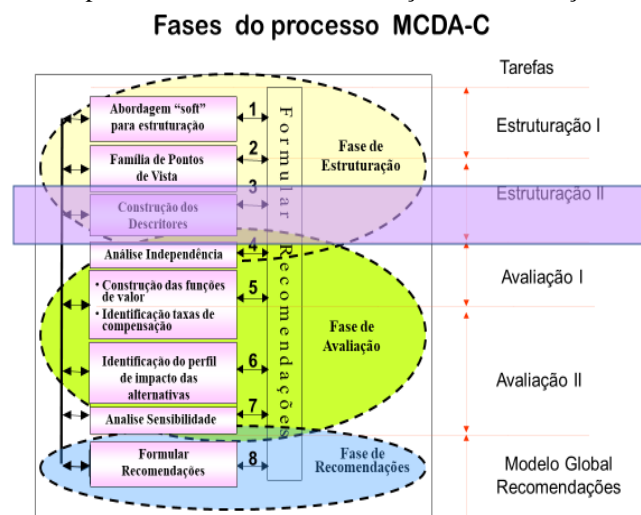 Fases do processo MCDA-C
Tarefas
Abordagem “soft”
para estruturação
1
Família de Pontos
de Vista
2
3
Construção dos
Descritores
Análise Independência
4
• Construção das funções
de valor
• Identificação taxas de
compensação
5
Identificação do perfil
de impacto das
alternativas
6
7
Analise Sensibilidade
Formular
Recomendações
8
Formular Recomendações
Fase de
Estruturação
Fase de
Avaliação
Fase de
Recomendações
Estruturação I
Estruturação II
Avaliação I
Avaliação II
Modelo Global
Recomendações